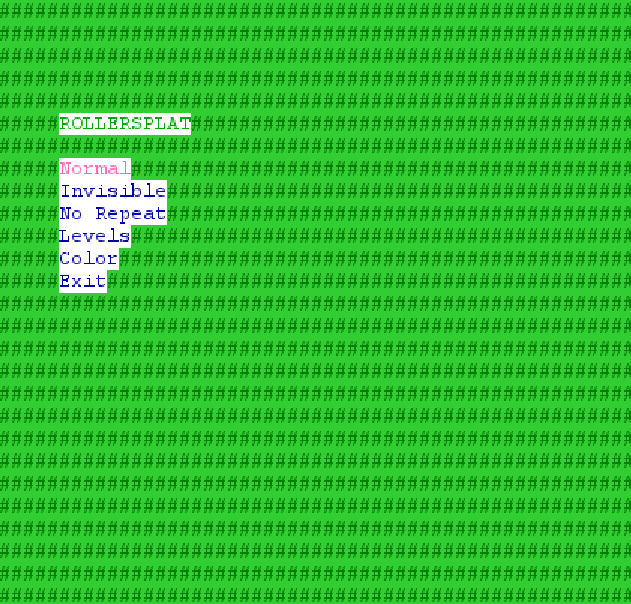 ROLLERSPLAT
Normal
Invisible
No Repeat
Levels
Color
Exit